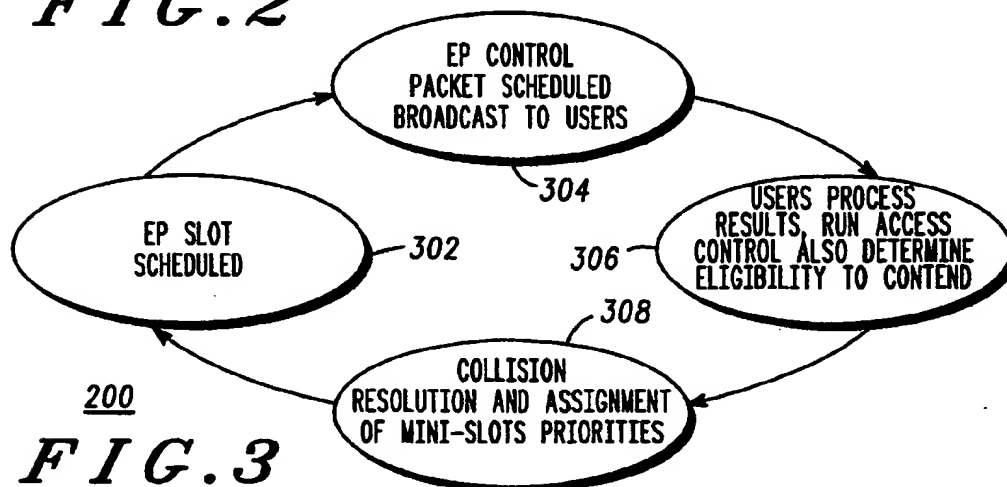 FIG.2
EP CONTROL
PACKET SCHEDULED
BROADCAST TO USERS
304
EP SLOT
SCHEDULED
302
306
USERS PROCESS
RESULTS, RUN ACCESS
CONTROL ALSO DETERMINE
ELIGIBILITY TO CONTEND
308
COLLISION
RESOLUTION AND ASSIGNMENT
OF MINI-SLOTS PRIORITIES
200
FIG.3